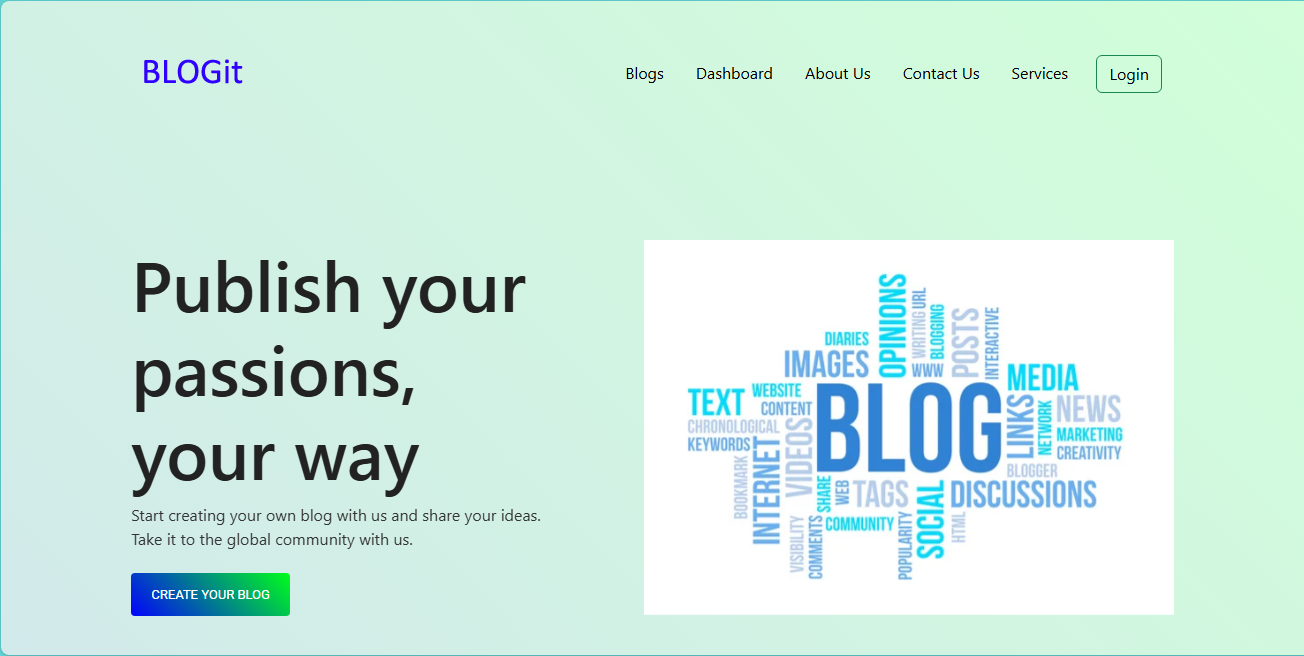 BLOGit
Blogs Dashboard About Us Contact Us Services Login
Publish your
passions,
your way
Start creating your own blog with us and share your ideas.
Take it to the global community with us.
CREATE YOUR BLOG
OPINIONS
WRITING
URL
BLOGGING
POSTS
INTERACTIVE
DIARIES
IMAGES
WWW
MEDIA
TEXT
WEBSITE
CONTENT
BLOG
LINKS
NETWORK
NEWS
CHRONOLOGICAL
KEYWORDS
VIDEOS
MARKETING
CREATIVITY
BOOKMARK
INTERNET
BLOGGER
SHARE
WEB
TAGS
SOCIAL
DISCUSSIONS
VISIBILITY
COMMENTS
COMMUNITY
POPULARITY
HTML